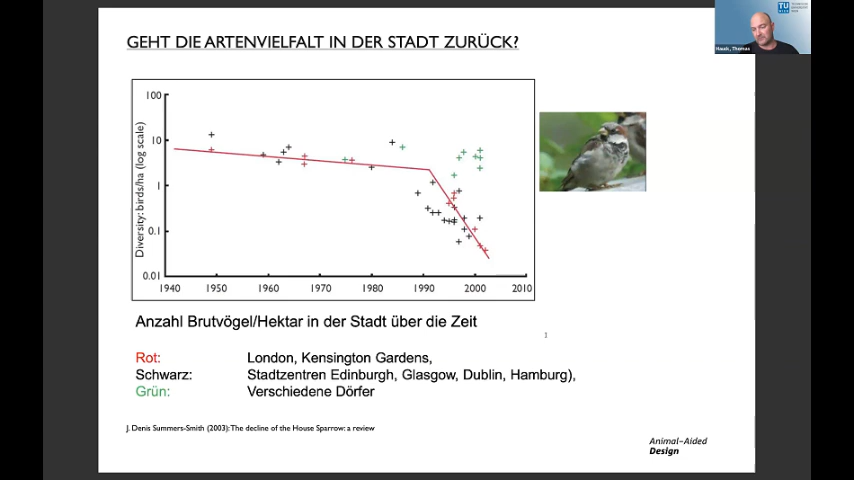 GEHT DIE ARTENVIELFALT IN DER STADT ZURÜCK?
TU
Hauck, Thomas
Diversity: birds/ha (log scale)
100
10
1
0.1
0.01
1940 1950 1960 1970 1980 1990 2000 2010
Anzahl Brutvögel/Hektar in der Stadt über die Zeit
1
Rot: London, Kensington Gardens,
Schwarz: Stadtzentren Edinburgh, Glasgow, Dublin, Hamburg),
Grün: Verschiedene Dörfer
J. Denis Summers-Smith (2003): The decline of the House Sparrow: a review
Animal-Aided
Design